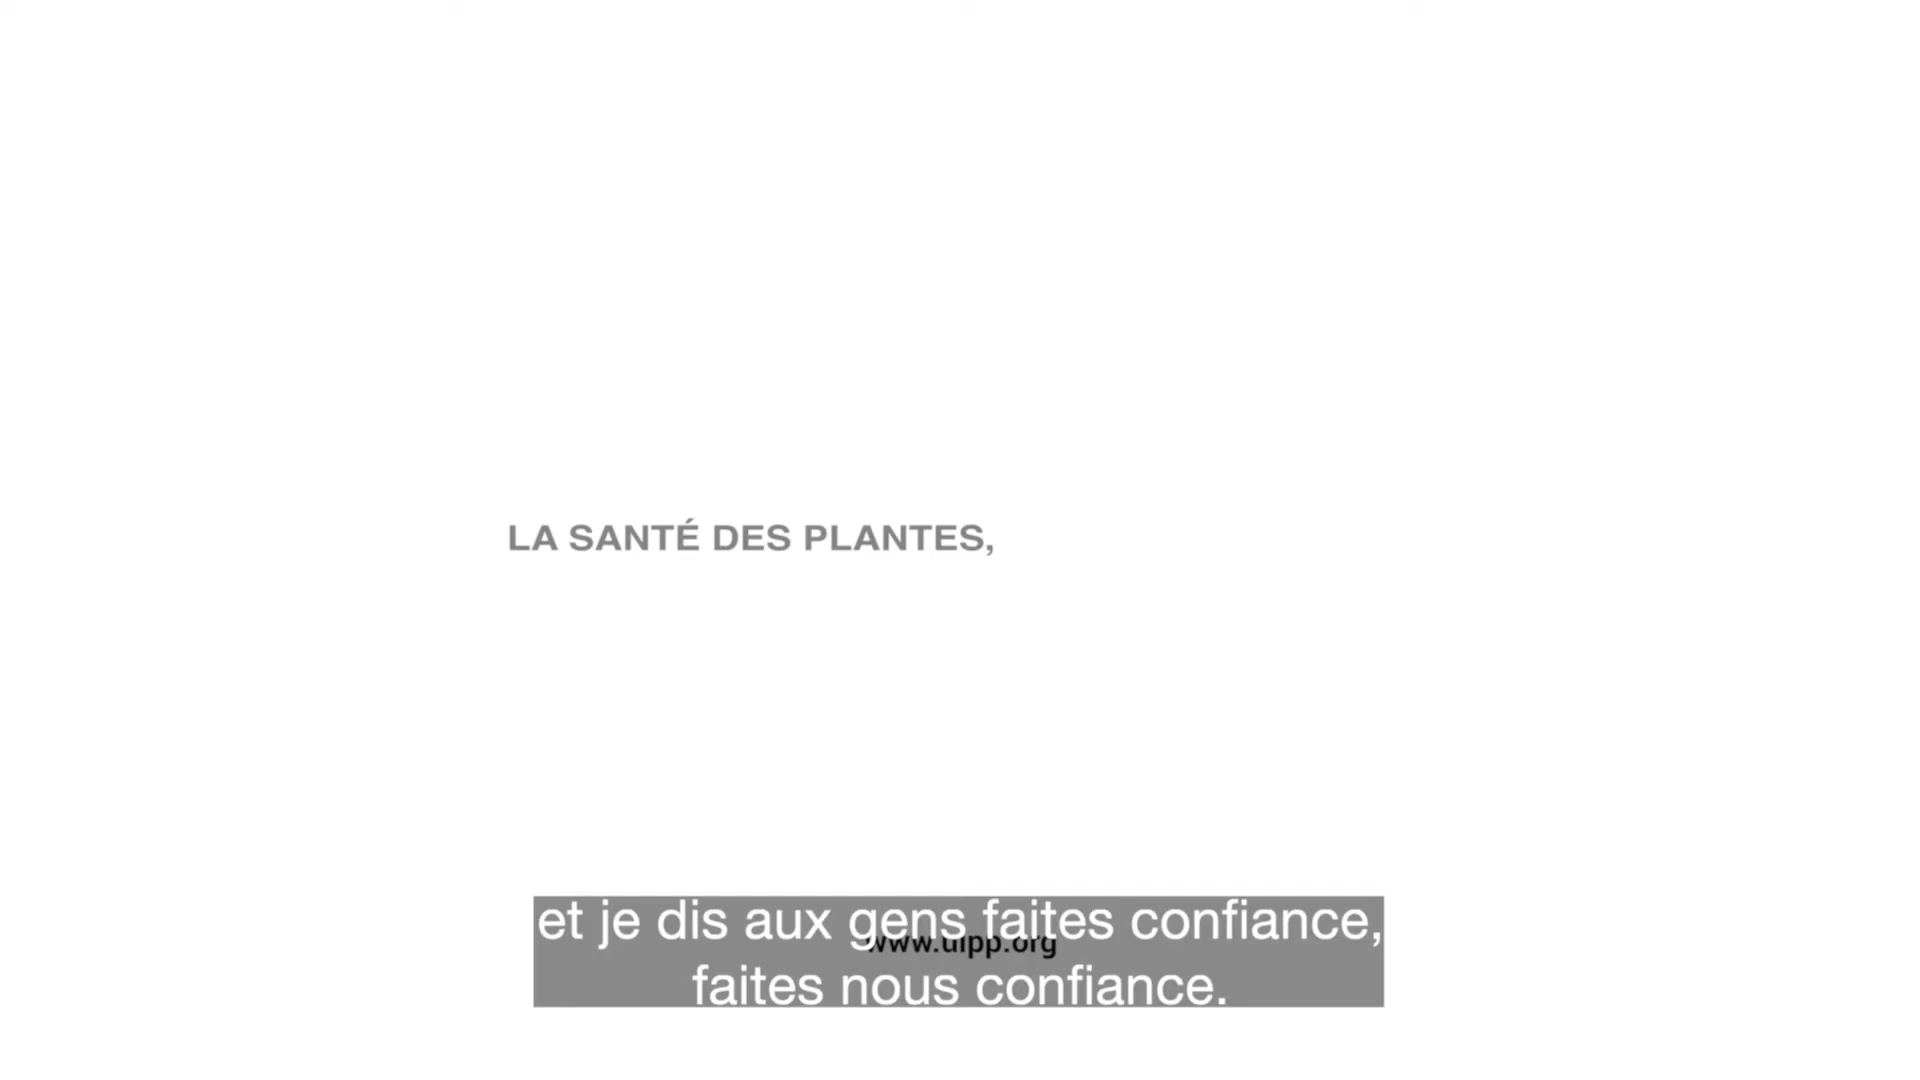 LA SANTÉ DES PLANTES,
et je dis aux gens faites confiance,
www.uipp.org
faites nous confiance.